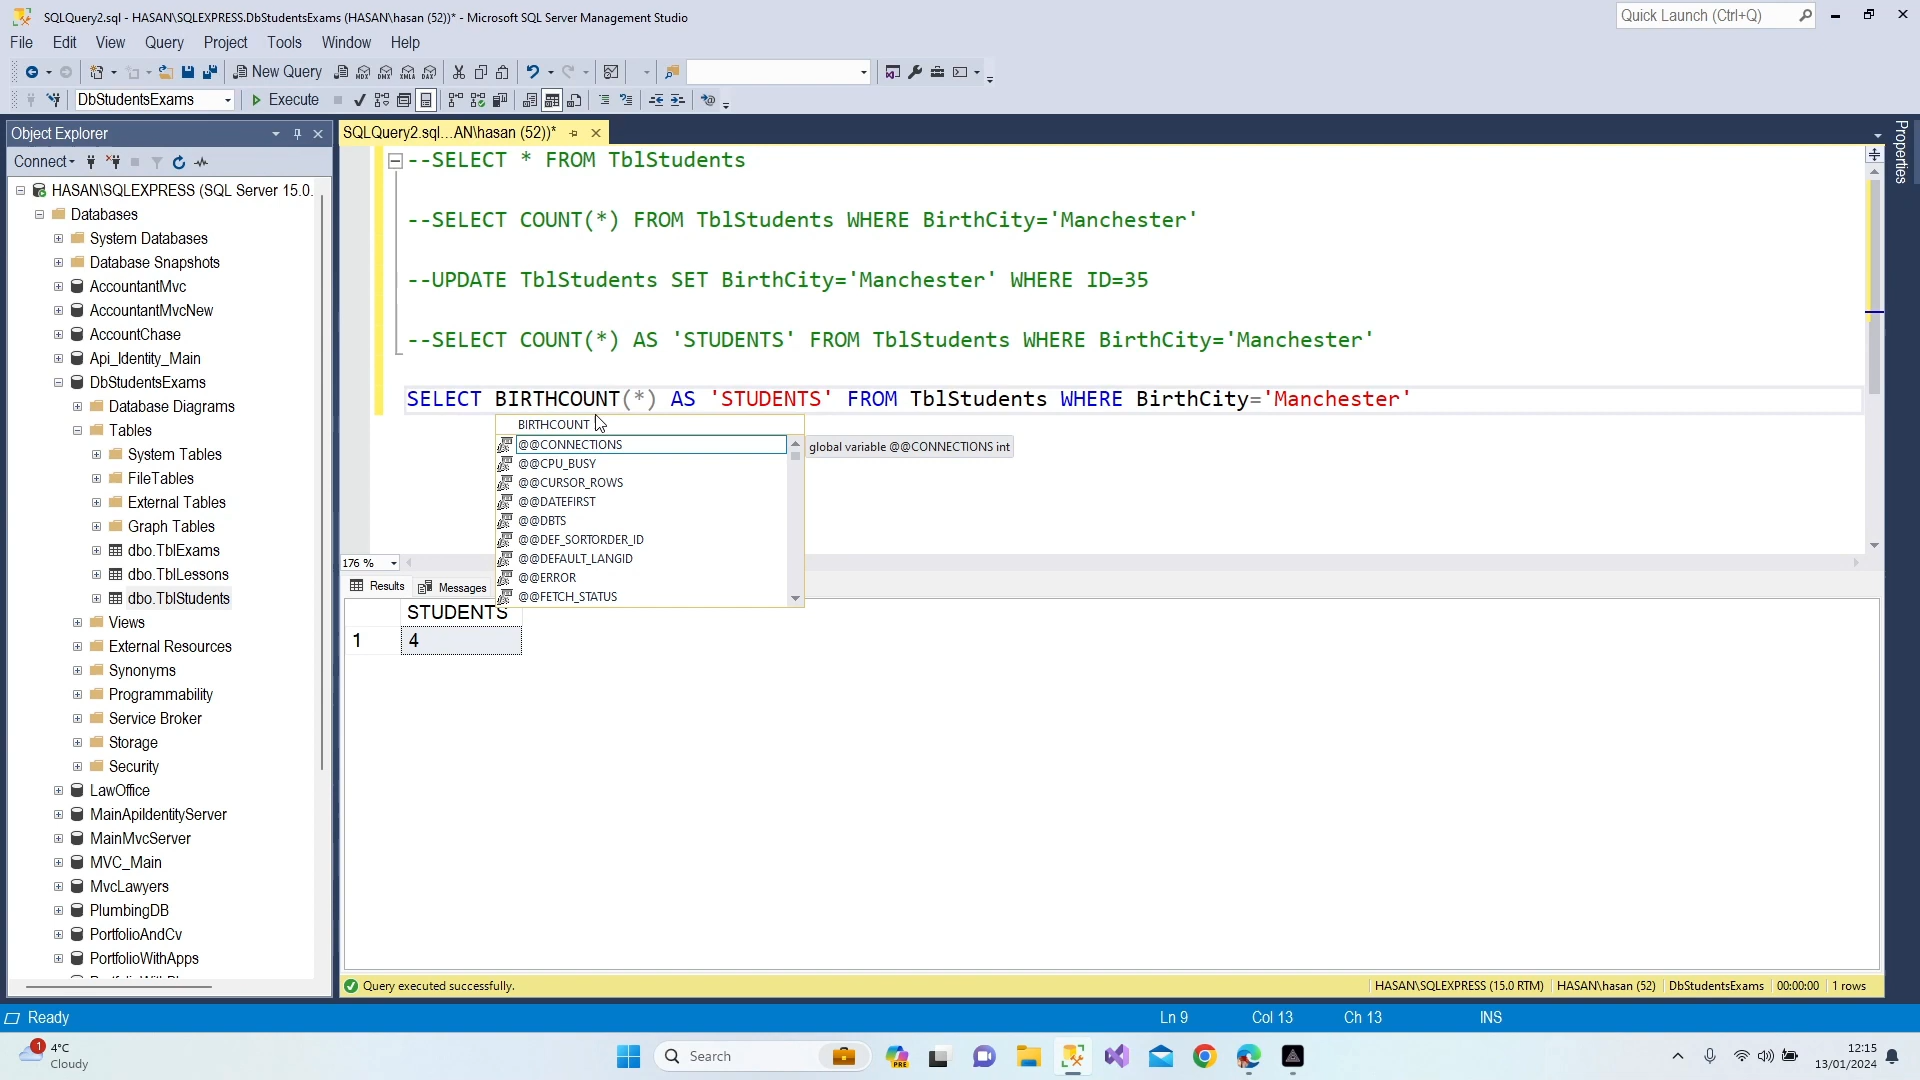 SQLQuery2.sql - HASAN\SQLEXPRESS.DbStudentsExams (HASAN\hasan (52))* - Microsoft SQL Server Management Studio
Quick Launch (Ctrl+Q)
File Edit View Query Project Tools Window Help
New Query
MDX DMX XMLA DAX
DbStudentsExams
Execute
Object Explorer
SQLQuery2.sql...AN\hasan (52))*
Properties
Connect
HASAN\SQLEXPRESS (SQL Server 15.0.
Databases
System Databases
Database Snapshots
AccountantMvc
AccountantMvcNew
AccountChase
Api_Identity_Main
DbStudentsExams
Database Diagrams
Tables
System Tables
FileTables
External Tables
Graph Tables
dbo.TblExams
dbo.TblLessons
dbo.TblStudents
Views
External Resources
Synonyms
Programmability
Service Broker
Storage
Security
LawOffice
MainApiIdentityServer
MainMvcServer
MVC_Main
MvcLawyers
PlumbingDB
PortfolioAndCv
PortfolioWithApps
--SELECT * FROM TblStudents
--SELECT COUNT(*) FROM TblStudents WHERE BirthCity='Manchester'
--UPDATE TblStudents SET BirthCity='Manchester' WHERE ID=35
--SELECT COUNT(*) AS 'STUDENTS' FROM TblStudents WHERE BirthCity='Manchester'
SELECT BIRTHCOUNT(*) AS 'STUDENTS' FROM TblStudents WHERE BirthCity='Manchester'
BIRTHCOUNT
@@CONNECTIONS
global variable @@CONNECTIONS int
@@CPU_BUSY
@@CURSOR_ROWS
@@DATEFIRST
@@DBTS
@@DEF_SORTORDER_ID
@@DEFAULT_LANGID
@@ERROR
@@FETCH_STATUS
176 %
Results Messages
STUDENTS
1 4
Query executed successfully.
HASAN\SQLEXPRESS (15.0 RTM) HASAN\hasan (52) DbStudentsExams 00:00:00 1 rows
Ready
Ln 9 Col 13 Ch 13 INS
1
4°C
Cloudy
Search
PRE
12:15
13/01/2024